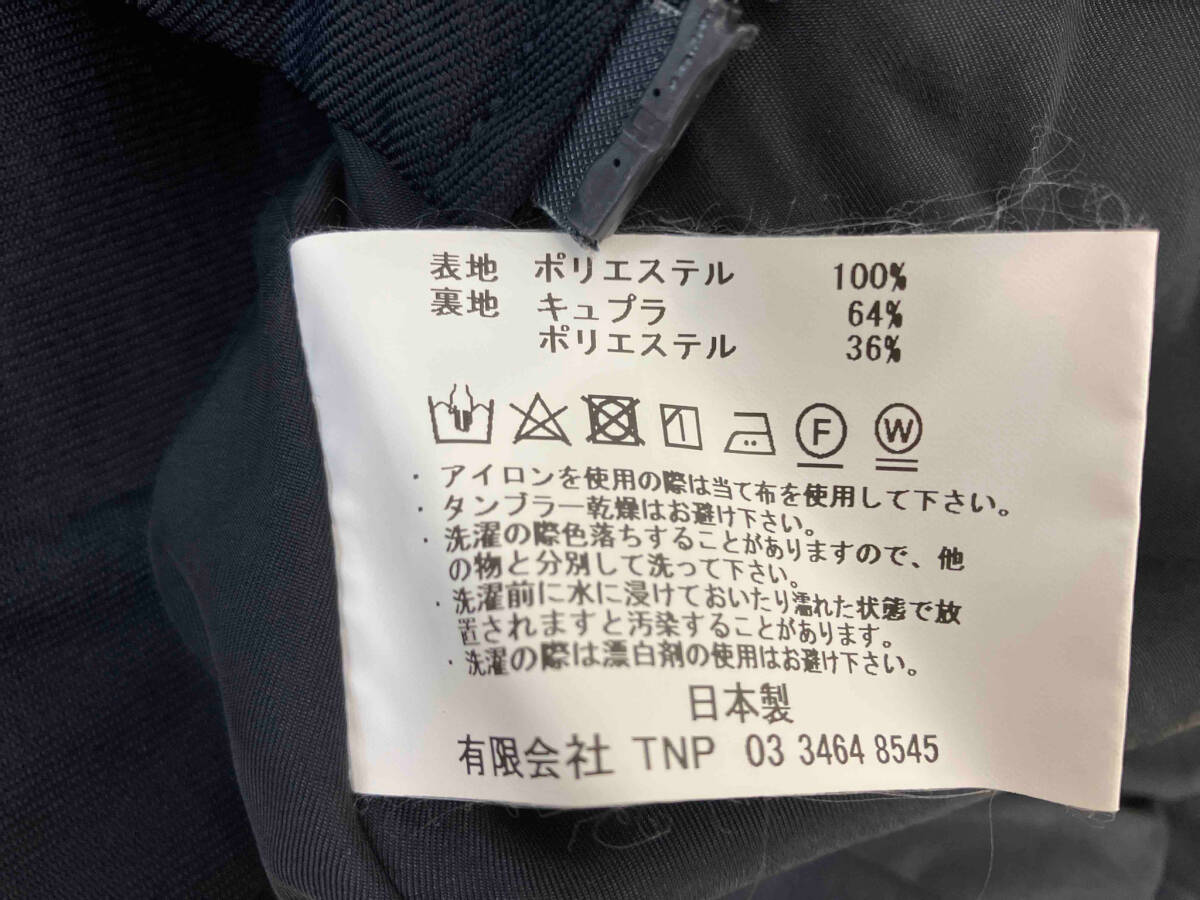 表地 ポリエステル 100%
裏地 キュプラ 64%
ポリエステル 36%
F W
・アイロンを使用の際は当て布を使用して下さい。
・タンブラー乾燥はお避け下さい。
・洗濯の際色落ちすることがありますので、他
の物と分別して洗って下さい。
・洗濯前に水に浸けておいたり濡れた状態で放
置されますと汚染することがあります。
・洗濯の際は漂白剤の使用はお避け下さい。
日本製
有限会社 TNP 03 3464 8545